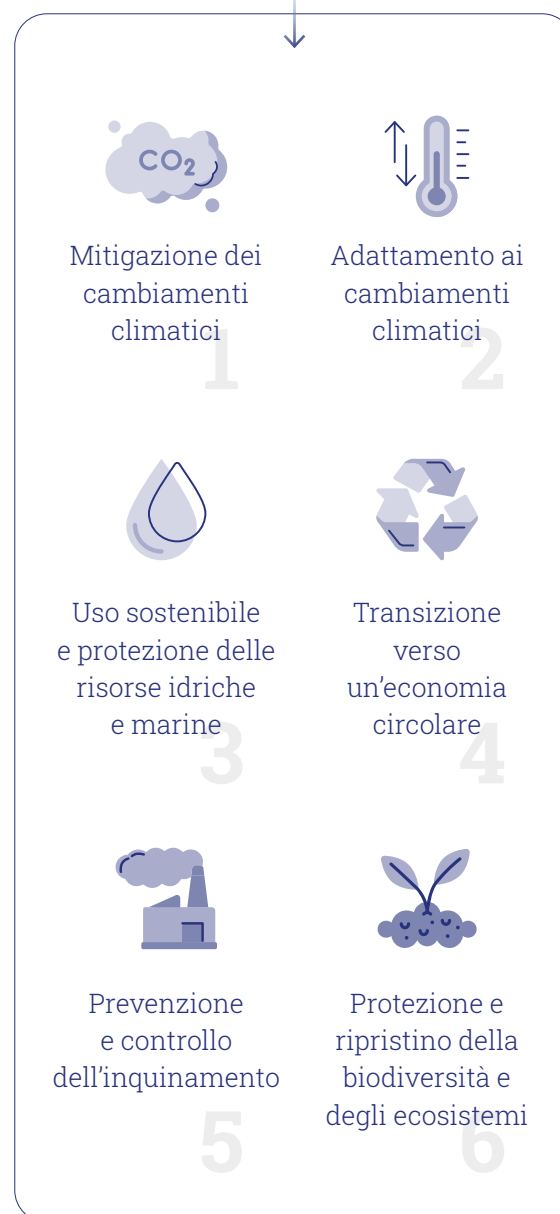 CO2
Mitigazione dei
cambiamenti
climatici
1
Adattamento ai
cambiamenti
climatici
2
Uso sostenibile
e protezione delle
risorse idriche
e marine
3
Transizione
verso
un’economia
circolare
4
Prevenzione
e controllo
dell’inquinamento
5
Protezione e
ripristino della
biodiversità e
degli ecosistemi
6